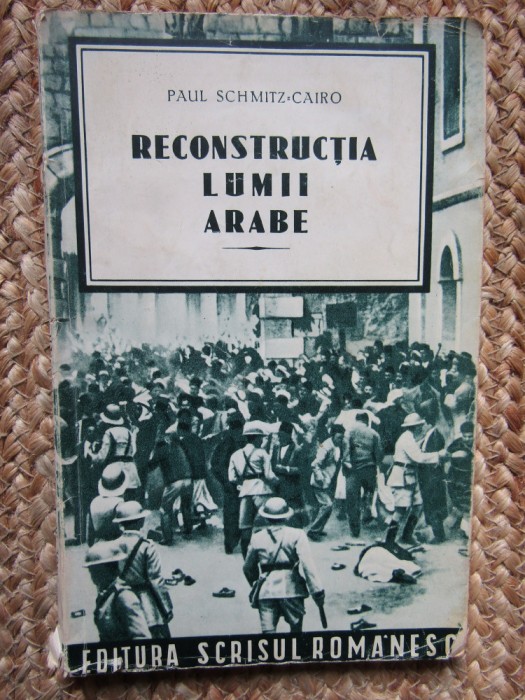 PAUL SCHMITZ-CAIRO
RECONSTRUCȚIA
LUMII
ARABE
EDITURA SCRISUL ROMÂNESC